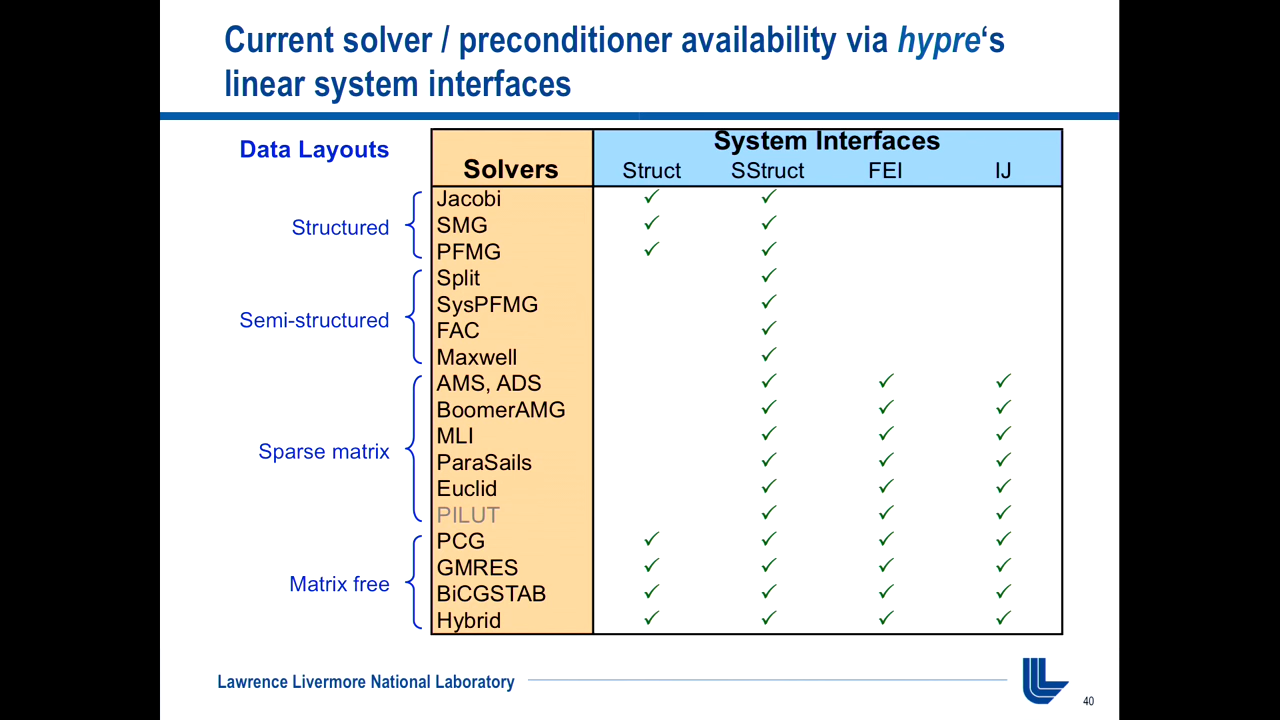 Current solver / preconditioner availability via hypre‘s
linear system interfaces
Data Layouts
Solvers
System Interfaces
Struct SStruct FEI IJ
Structured
Jacobi ✓ ✓
SMG ✓ ✓
PFMG ✓ ✓
Semi-structured
Split ✓
SysPFMG ✓
FAC ✓
Maxwell ✓
Sparse matrix
AMS, ADS ✓ ✓ ✓
BoomerAMG ✓ ✓ ✓
MLI ✓ ✓ ✓
ParaSails ✓ ✓ ✓
Euclid ✓ ✓ ✓
PILUT ✓ ✓ ✓
Matrix free
PCG ✓ ✓ ✓ ✓
GMRES ✓ ✓ ✓ ✓
BiCGSTAB ✓ ✓ ✓ ✓
Hybrid ✓ ✓ ✓ ✓
Lawrence Livermore National Laboratory
40